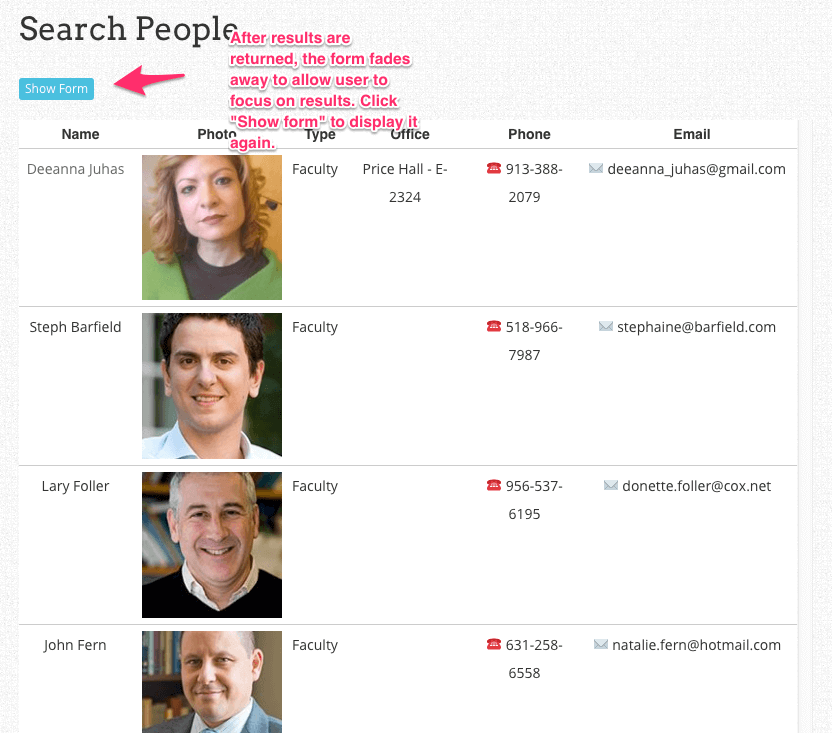 Search People
After results are
returned, the form fades
away to allow user to
focus on results. Click
"Show form" to display it
again.
Show Form
Name Photo Type Office Phone Email
Deeanna Juhas Faculty Price Hall - E- 913-388- deeanna_juhas@gmail.com
2324 2079
Steph Barfield Faculty 518-966- stephaine@barfield.com
7987
Lary Foller Faculty 956-537- donette.foller@cox.net
6195
John Fern Faculty 631-258- natalie.fern@hotmail.com
6558